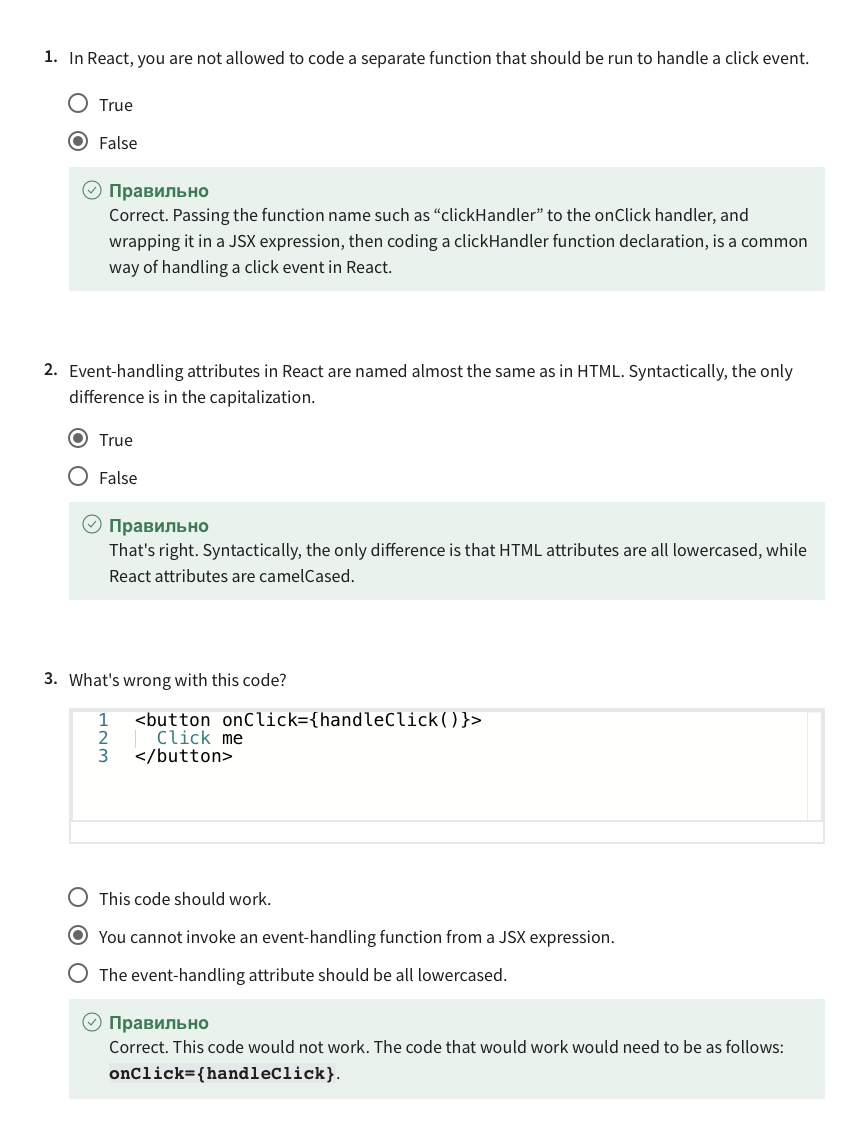 1. In React, you are not allowed to code a separate function that should be run to handle a click event.
True
False
Правильно
Correct. Passing the function name such as “clickHandler” to the onClick handler, and
wrapping it in a JSX expression, then coding a clickHandler function declaration, is a common
way of handling a click event in React.
2. Event-handling attributes in React are named almost the same as in HTML. Syntactically, the only
difference is in the capitalization.
True
False
Правильно
That's right. Syntactically, the only difference is that HTML attributes are all lowercased, while
React attributes are camelCased.
3. What's wrong with this code?
1 <button onClick={handleClick()}>
2   Click me
3 </button>
This code should work.
You cannot invoke an event-handling function from a JSX expression.
The event-handling attribute should be all lowercased.
Правильно
Correct. This code would not work. The code that would work would need to be as follows:
onClick={handleClick}.